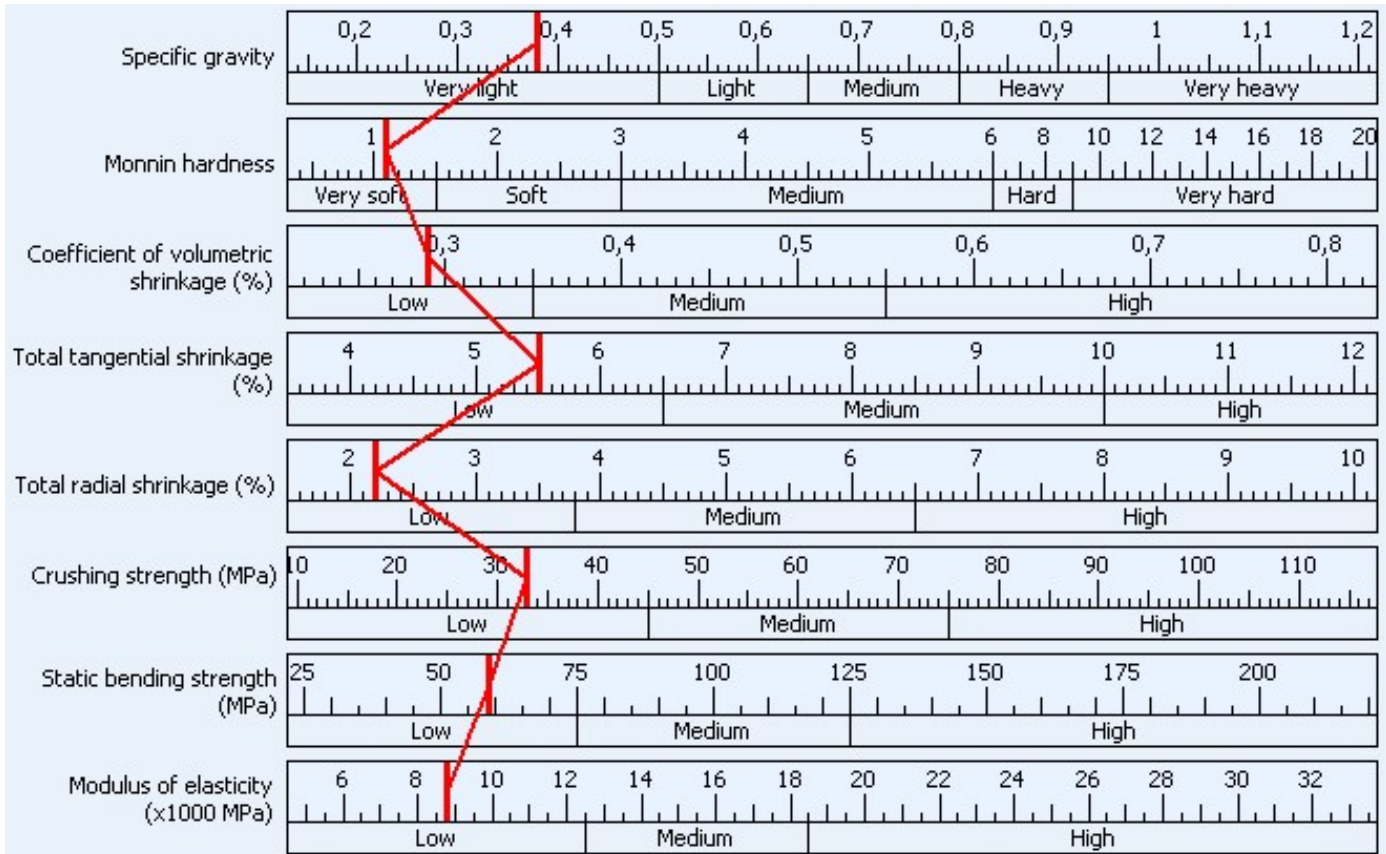 0,2 0,3 0,4 0,5 0,6 0,7 0,8 0,9 1 1,1 1,2
Specific gravity
Very light Light Medium Heavy Very heavy
1 2 3 4 5 6 8 10 12 14 16 18 20
Monnin hardness
Very soft Soft Medium Hard Very hard
0,3 0,4 0,5 0,6 0,7 0,8
Coefficient of volumetric
shrinkage (%)
Low Medium High
4 5 6 7 8 9 10 11 12
Total tangential shrinkage
(%)
Low Medium High
2 3 4 5 6 7 8 9 10
Total radial shrinkage (%)
Low Medium High
10 20 30 40 50 60 70 80 90 100 110
Crushing strength (MPa)
Low Medium High
25 50 75 100 125 150 175 200
Static bending strength
(MPa)
Low Medium High
6 8 10 12 14 16 18 20 22 24 26 28 30 32
Modulus of elasticity
(x1000 MPa)
Low Medium High